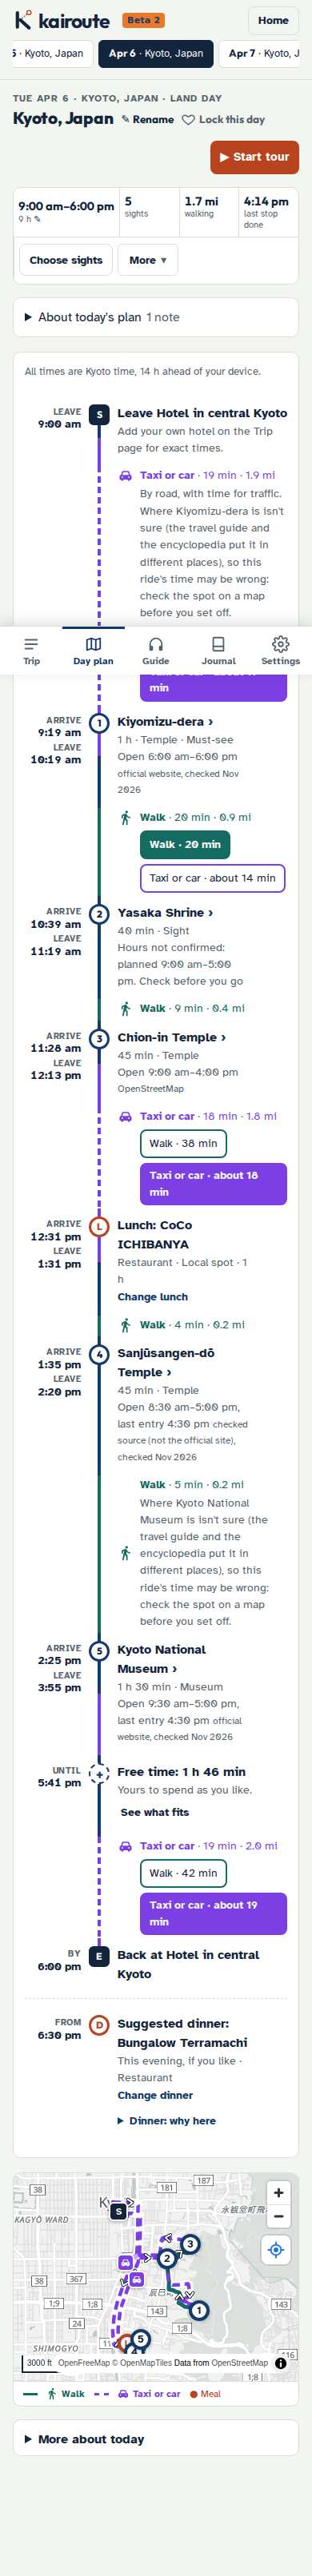 kairoute Beta 2 Home
Kyoto, Japan Apr 6 · Kyoto, Japan Apr 7 · Kyoto, J
TUE APR 6 · KYOTO, JAPAN · LAND DAY
Kyoto, Japan ✎ Rename ♡ Lock this day
▶ Start tour
9:00 am–6:00 pm
9 h ✎
5
sights
1.7 mi
walking
4:14 pm
last stop
done
Choose sights More ▾
▶ About today's plan 1 note
All times are Kyoto time, 14 h ahead of your device.
LEAVE
9:00 am
S
Leave Hotel in central Kyoto
Add your own hotel on the Trip
page for exact times.
Taxi or car · 19 min · 1.9 mi
By road, with time for traffic.
Where Kiyomizu-dera is isn't
sure (the travel guide and
the encyclopedia put it in
different places), so this
ride's time may be wrong:
check the spot on a map
before you set off.
Trip Day plan Guide Journal Settings
min
ARRIVE
9:19 am
LEAVE
10:19 am
1
Kiyomizu-dera ›
1 h · Temple · Must-see
Open 6:00 am–6:00 pm
official website, checked Nov
2026
Walk · 20 min · 0.9 mi
Walk · 20 min
Taxi or car · about 14 min
ARRIVE
10:39 am
LEAVE
11:19 am
2
Yasaka Shrine ›
40 min · Sight
Hours not confirmed:
planned 9:00 am–5:00
pm. Check before you go
Walk · 9 min · 0.4 mi
ARRIVE
11:28 am
LEAVE
12:13 pm
3
Chion-in Temple ›
45 min · Temple
Open 9:00 am–4:00 pm
OpenStreetMap
Taxi or car · 18 min · 1.8 mi
Walk · 38 min
Taxi or car · about 18
min
ARRIVE
12:31 pm
LEAVE
1:31 pm
L
Lunch: CoCo
ICHIBANYA
Restaurant · Local spot · 1
h
Change lunch
Walk · 4 min · 0.2 mi
ARRIVE
1:35 pm
LEAVE
2:20 pm
4
Sanjūsangen-dō
Temple ›
45 min · Temple
Open 8:30 am–5:00 pm,
last entry 4:30 pm checked
source (not the official site),
checked Nov 2026
Walk · 5 min · 0.2 mi
Where Kyoto National
Museum is isn't sure (the
travel guide and the
encyclopedia put it in
different places), so this
ride's time may be wrong:
check the spot on a map
before you set off.
ARRIVE
2:25 pm
LEAVE
3:55 pm
5
Kyoto National
Museum ›
1 h 30 min · Museum
Open 9:30 am–5:00 pm,
last entry 4:30 pm official
website, checked Nov 2026
UNTIL
5:41 pm
+
Free time: 1 h 46 min
Yours to spend as you like.
See what fits
Taxi or car · 19 min · 2.0 mi
Walk · 42 min
Taxi or car · about 19
min
BY
6:00 pm
E
Back at Hotel in central
Kyoto
FROM
6:30 pm
D
Suggested dinner:
Bungalow Terramachi
This evening, if you like ·
Restaurant
Change dinner
▶ Dinner: why here
187
38 181
Ky
S
KAGYŌ WARD
+
−
3
2
38 367
1;9 1;8 143 1 143
24 1;8
5
SHIMOGYO
3000 ft OpenFreeMap © OpenMapTiles Data from OpenStreetMap
1;8
Walk Taxi or car Meal
▶ More about today